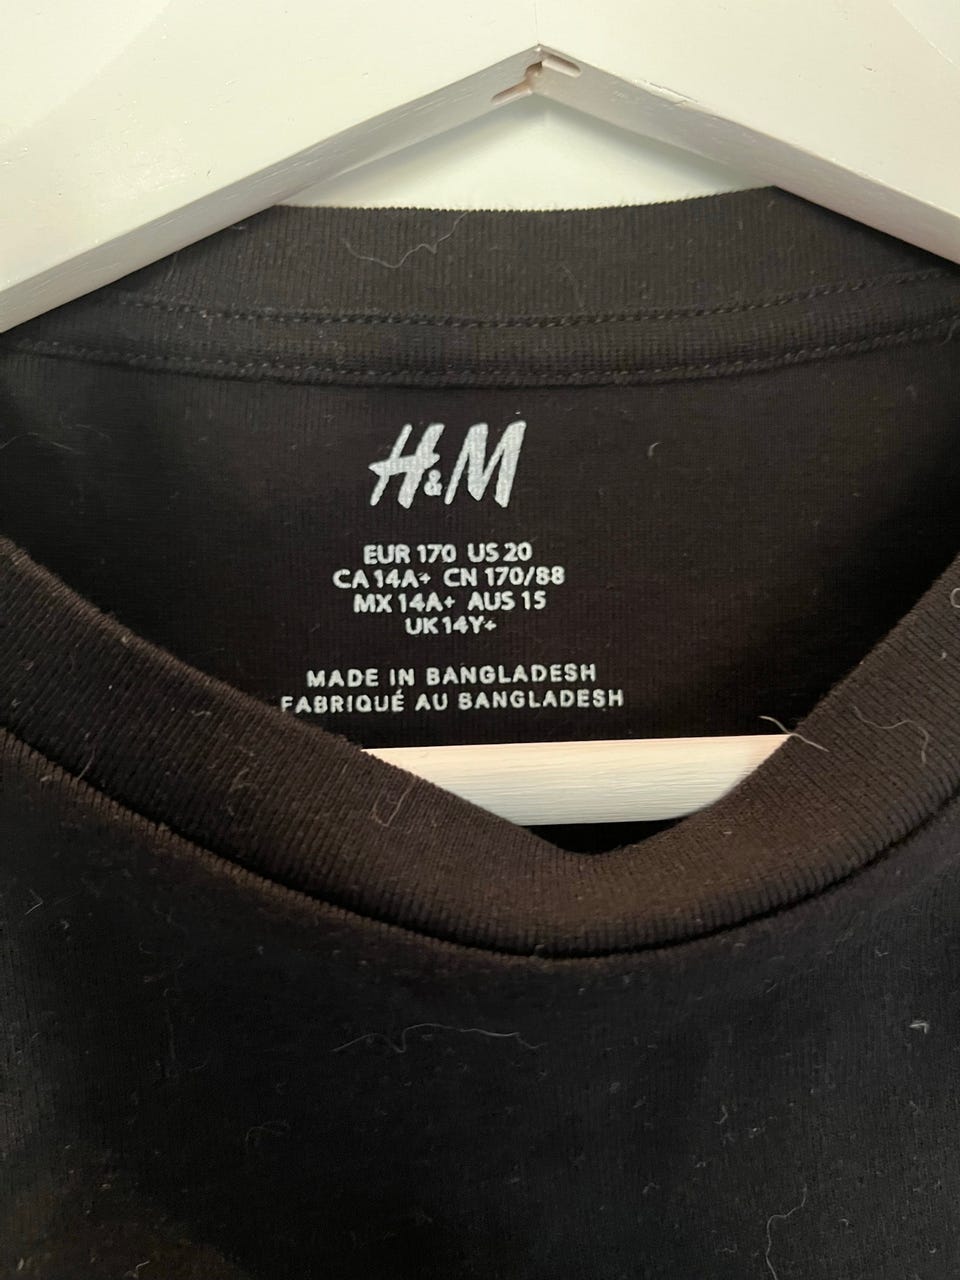 H&M
EUR 170 US 20
CA 14A+ CN 170/88
MX 14A+ AUS 15
UK 14Y+
MADE IN BANGLADESH
FABRIQUÉ AU BANGLADESH